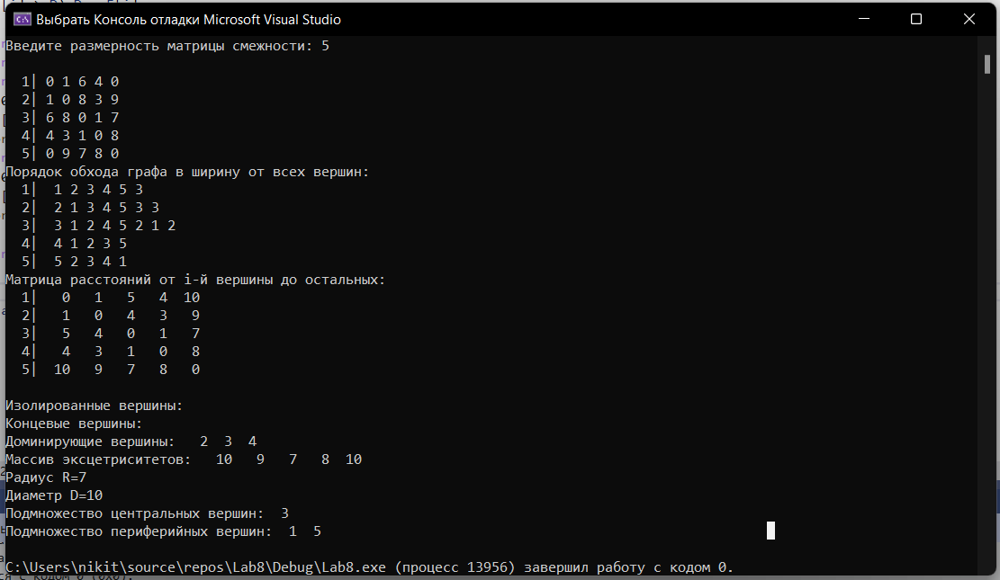 Выбрать Консоль отладки Microsoft Visual Studio
Введите размерность матрицы смежности: 5
1| 0 1 6 4 0
2| 1 0 8 3 9
3| 6 8 0 1 7
4| 4 3 1 0 8
5| 0 9 7 8 0
Порядок обхода графа в ширину от всех вершин:
1| 1 2 3 4 5 3
2| 2 1 3 4 5 3 3
3| 3 1 2 4 5 2 1 2
4| 4 1 2 3 5
5| 5 2 3 4 1
Матрица расстояний от i-й вершины до остальных:
1| 0 1 5 4 10
2| 1 0 4 3 9
3| 5 4 0 1 7
4| 4 3 1 0 8
5| 10 9 7 8 0
Изолированные вершины:
Концевые вершины:
Доминирующие вершины: 2 3 4
Массив эксцетриситетов: 10 9 7 8 10
Радиус R=7
Диаметр D=10
Подмножество центральных вершин: 3
Подмножество периферийных вершин: 1 5
C:\Users\nikit\source\repos\Lab8\Debug\Lab8.exe (процесс 13956) завершил работу с кодом 0.